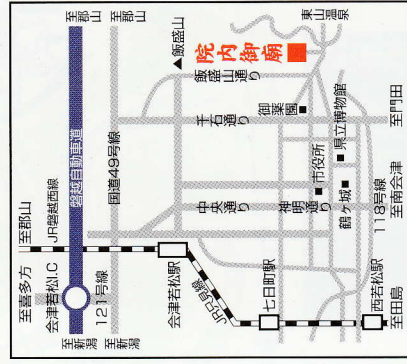 至郡山
至郡山
▲飯盛山
東山温泉
院内御廟
飯盛山通り
御薬園
千石通り
県立博物館
至門田
磐越自動車道
国道49号線
市役所
中央通り
神明通り
鶴ヶ城
118号線
至南会津
至郡山
JR磐越西線
至喜多方
会津若松I.C
121号線
会津若松駅
JR只見線
七日町駅
西若松駅
至新潟
至新潟
至田島